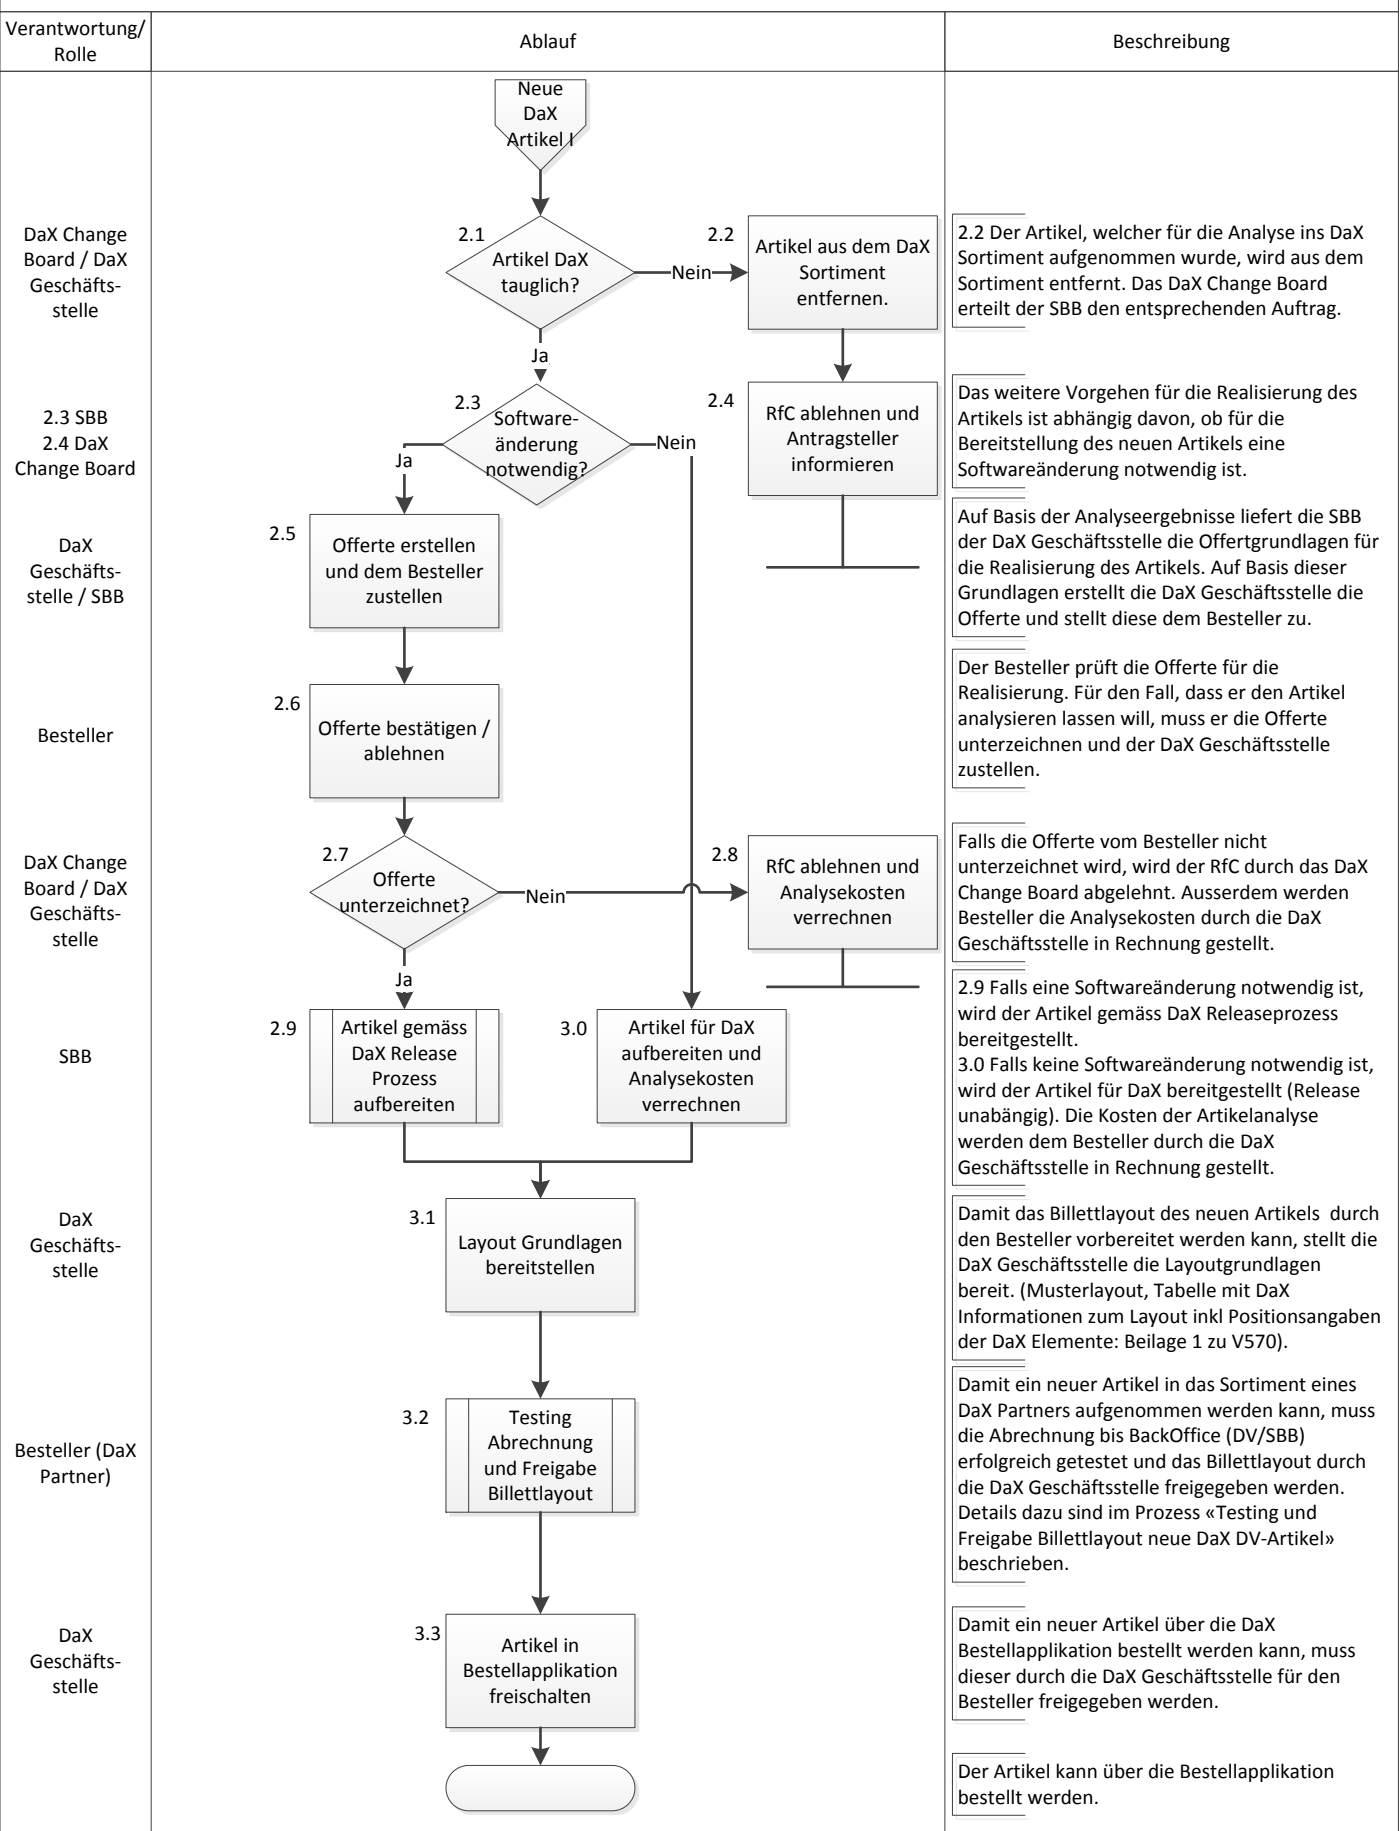 Verantwortung/
Rolle
Ablauf
Beschreibung
Neue
DaX
Artikel I
DaX Change
Board / DaX
Geschäfts-
stelle
2.1
Artikel DaX
tauglich?
Nein
2.2
Artikel aus dem DaX
Sortiment
entfernen.
2.2 Der Artikel, welcher für die Analyse ins DaX
Sortiment aufgenommen wurde, wird aus dem
Sortiment entfernt. Das DaX Change Board
erteilt der SBB den entsprechenden Auftrag.
Ja
2.3 SBB
2.4 DaX
Change Board
2.3
Software-
änderung
notwendig?
Ja
Nein
2.4
RfC ablehnen und
Antragsteller
informieren
Das weitere Vorgehen für die Realisierung des
Artikels ist abhängig davon, ob für die
Bereitstellung des neuen Artikels eine
Softwareänderung notwendig ist.
DaX
Geschäfts-
stelle / SBB
2.5
Offerte erstellen
und dem Besteller
zustellen
Auf Basis der Analyseergebnisse liefert die SBB
der DaX Geschäftsstelle die Offertgrundlagen für
die Realisierung des Artikels. Auf Basis dieser
Grundlagen erstellt die DaX Geschäftsstelle die
Offerte und stellt diese dem Besteller zu.
Besteller
2.6
Offerte bestätigen /
ablehnen
Der Besteller prüft die Offerte für die
Realisierung. Für den Fall, dass er den Artikel
analysieren lassen will, muss er die Offerte
unterzeichnen und der DaX Geschäftsstelle
zustellen.
DaX Change
Board / DaX
Geschäfts-
stelle
2.7
Offerte
unterzeichnet?
Nein
2.8
RfC ablehnen und
Analysekosten
verrechnen
Falls die Offerte vom Besteller nicht
unterzeichnet wird, wird der RfC durch das DaX
Change Board abgelehnt. Ausserdem werden
Besteller die Analysekosten durch die DaX
Geschäftsstelle in Rechnung gestellt.
Ja
SBB
2.9
Artikel gemäss
DaX Release
Prozess
aufbereiten
3.0
Artikel für DaX
aufbereiten und
Analysekosten
verrechnen
2.9 Falls eine Softwareänderung notwendig ist,
wird der Artikel gemäss DaX Releaseprozess
bereitgestellt.
3.0 Falls keine Softwareänderung notwendig ist,
wird der Artikel für DaX bereitgestellt (Release
unabängig). Die Kosten der Artikelanalyse
werden dem Besteller durch die DaX
Geschäftsstelle in Rechnung gestellt.
DaX
Geschäfts-
stelle
3.1
Layout Grundlagen
bereitstellen
Damit das Billettlayout des neuen Artikels  durch
den Besteller vorbereitet werden kann, stellt die
DaX Geschäftsstelle die Layoutgrundlagen
bereit. (Musterlayout, Tabelle mit DaX
Informationen zum Layout inkl Positionsangaben
der DaX Elemente: Beilage 1 zu V570).
Besteller (DaX
Partner)
3.2
Testing
Abrechnung
und Freigabe
Billettlayout
Damit ein neuer Artikel in das Sortiment eines
DaX Partners aufgenommen werden kann, muss
die Abrechnung bis BackOffice (DV/SBB)
erfolgreich getestet und das Billettlayout durch
die DaX Geschäftsstelle freigegeben werden.
Details dazu sind im Prozess «Testing und
Freigabe Billettlayout neue DaX DV-Artikel»
beschrieben.
DaX
Geschäfts-
stelle
3.3
Artikel in
Bestellapplikation
freischalten
Damit ein neuer Artikel über die DaX
Bestellapplikation bestellt werden kann, muss
dieser durch die DaX Geschäftsstelle für den
Besteller freigegeben werden.
Der Artikel kann über die Bestellapplikation
bestellt werden.